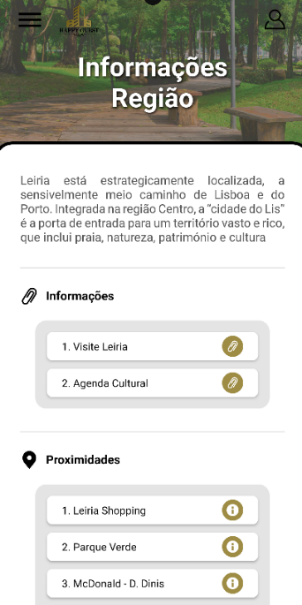 Informações
Região
Leiria está estrategicamente localizada, a
sensivelmente meio caminho de Lisboa e do
Porto. Integrada na região Centro, a "cidade do Lis"
é a porta de entrada para um território vasto e rico,
que inclui praia, natureza, património e cultura
Informações
1. Visite Leiria
2. Agenda Cultural
Proximidades
1. Leiria Shopping
2. Parque Verde
3. McDonald - D. Dinis